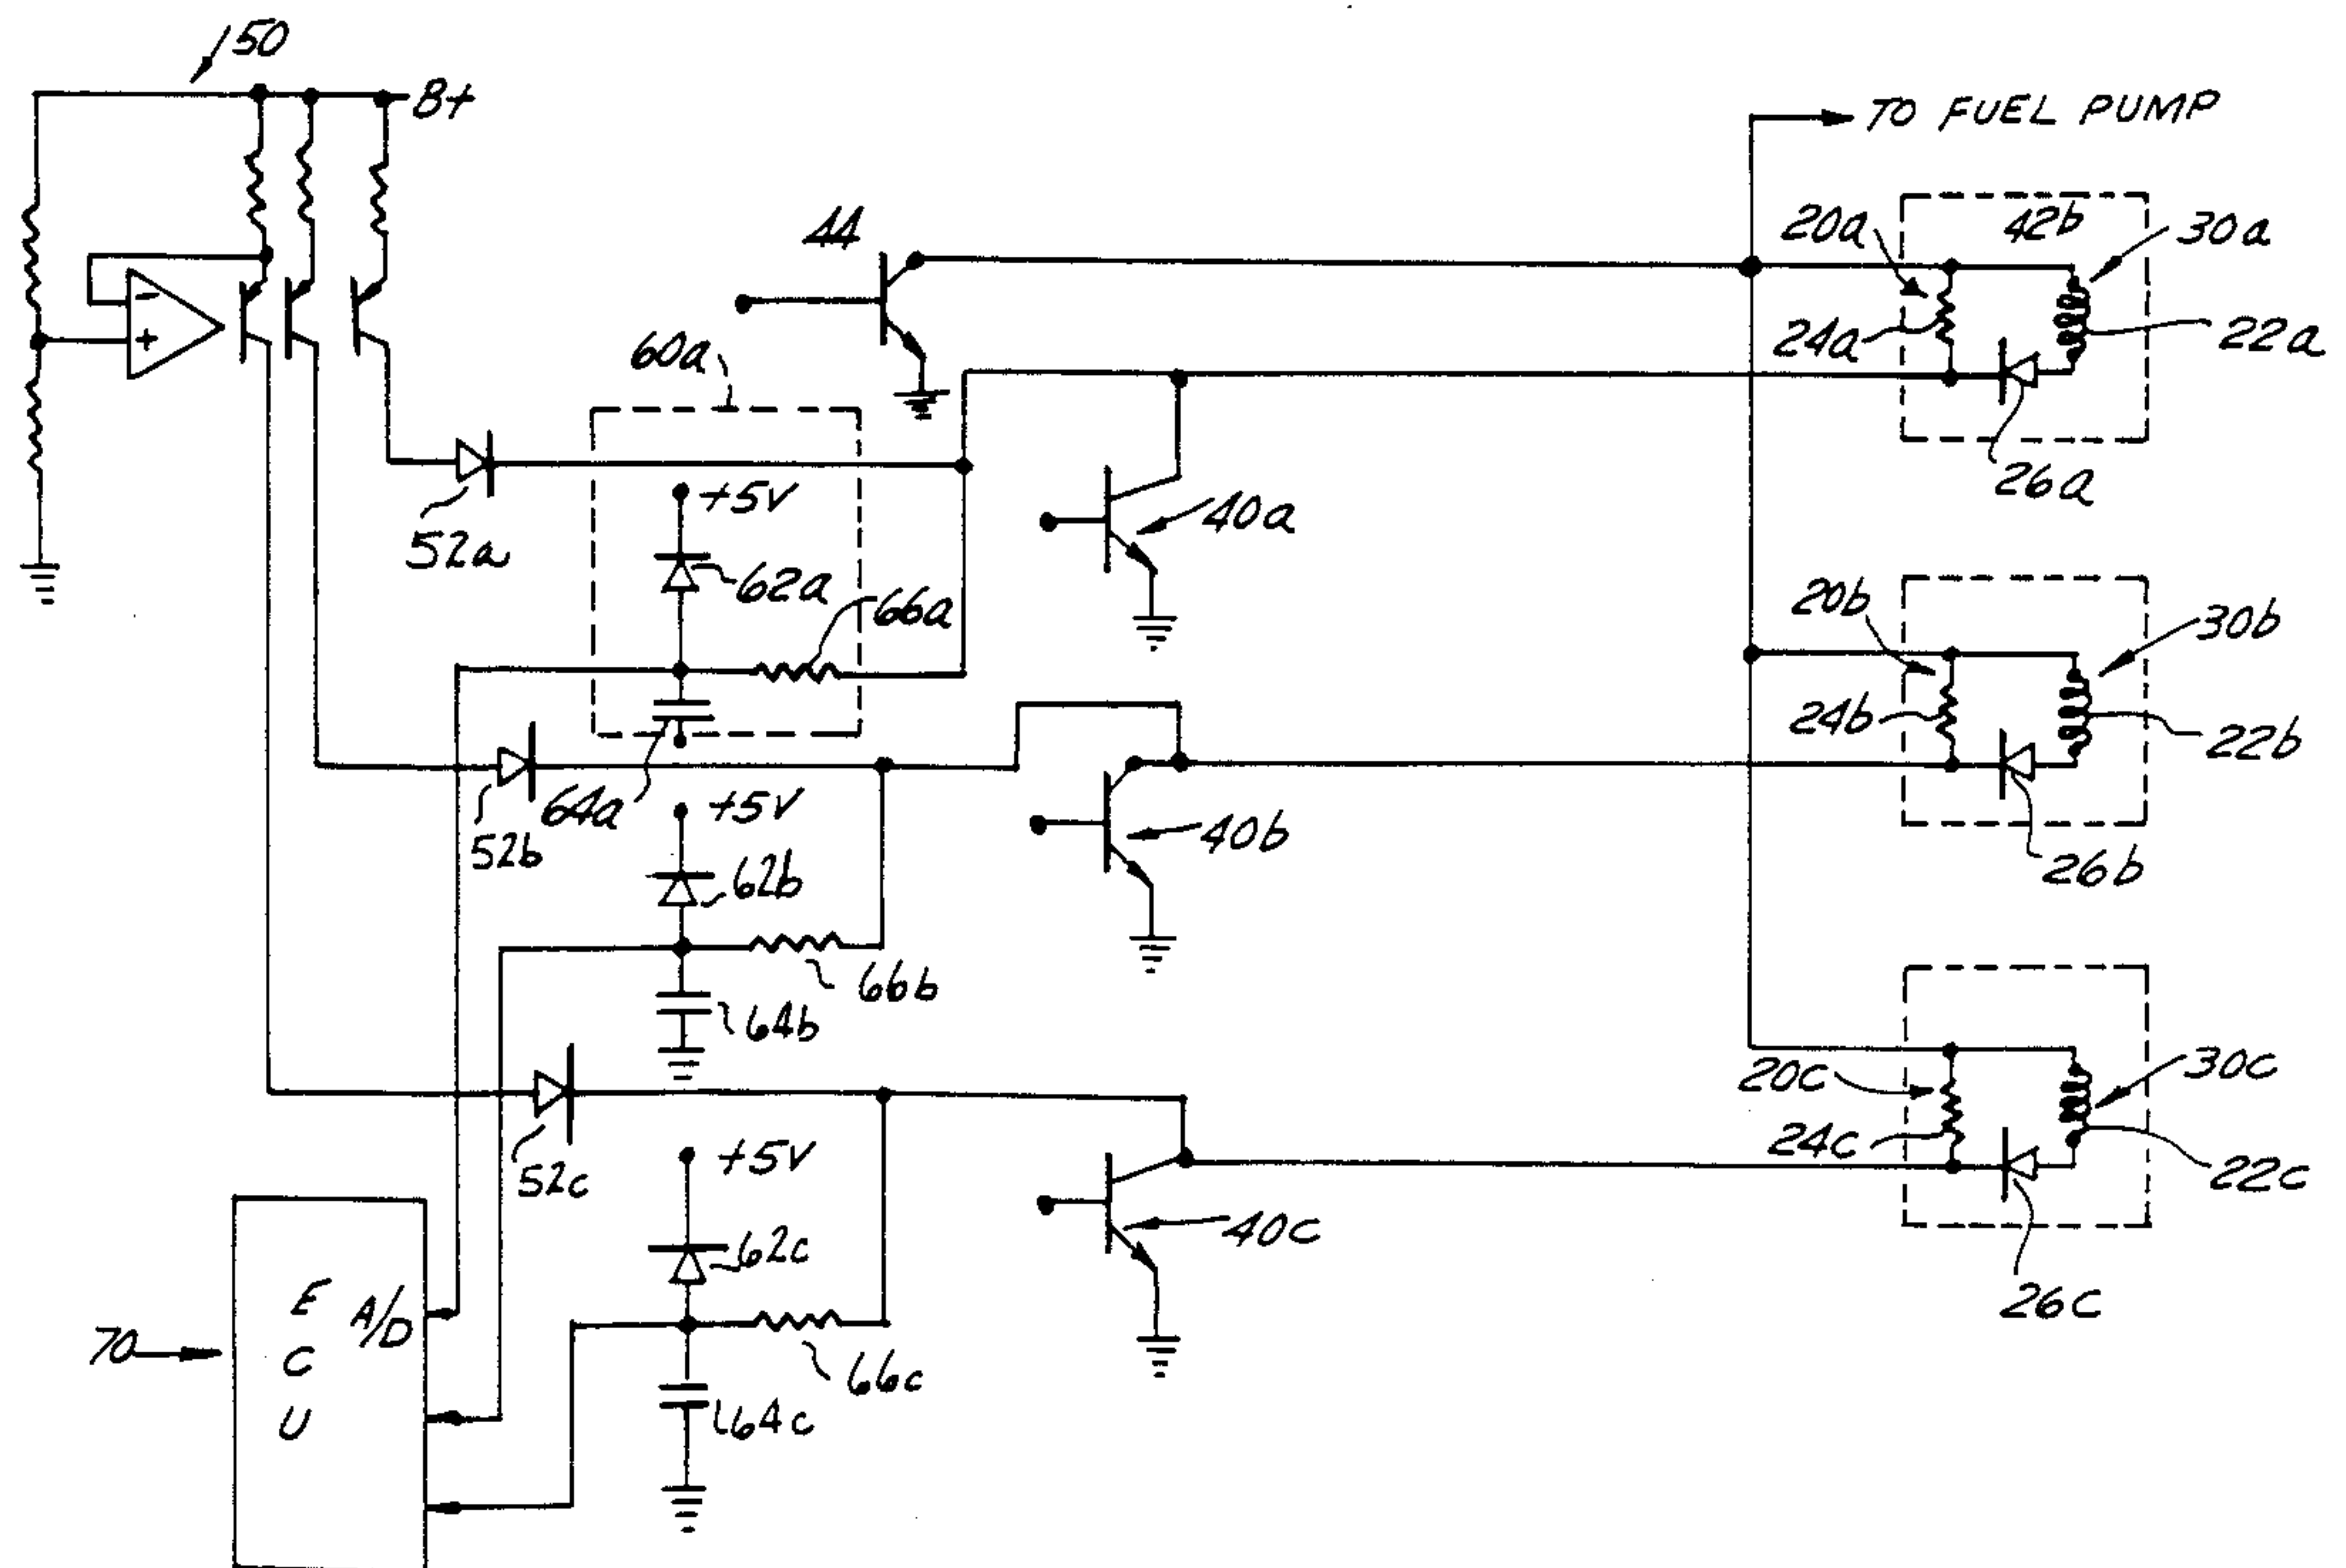 150
B+
TO FUEL PUMP
44
20a
42b
30a
24a
22a
60a
26a
+5V
52a
40a
62a
66a
20b
30b
24b
22b
64a
+5V
52b
40b
26b
62b
66b
64b
20c
30c
24c
22c
+5V
52c
40c
62c
26c
E
C
U
A/D
70
66c
64c